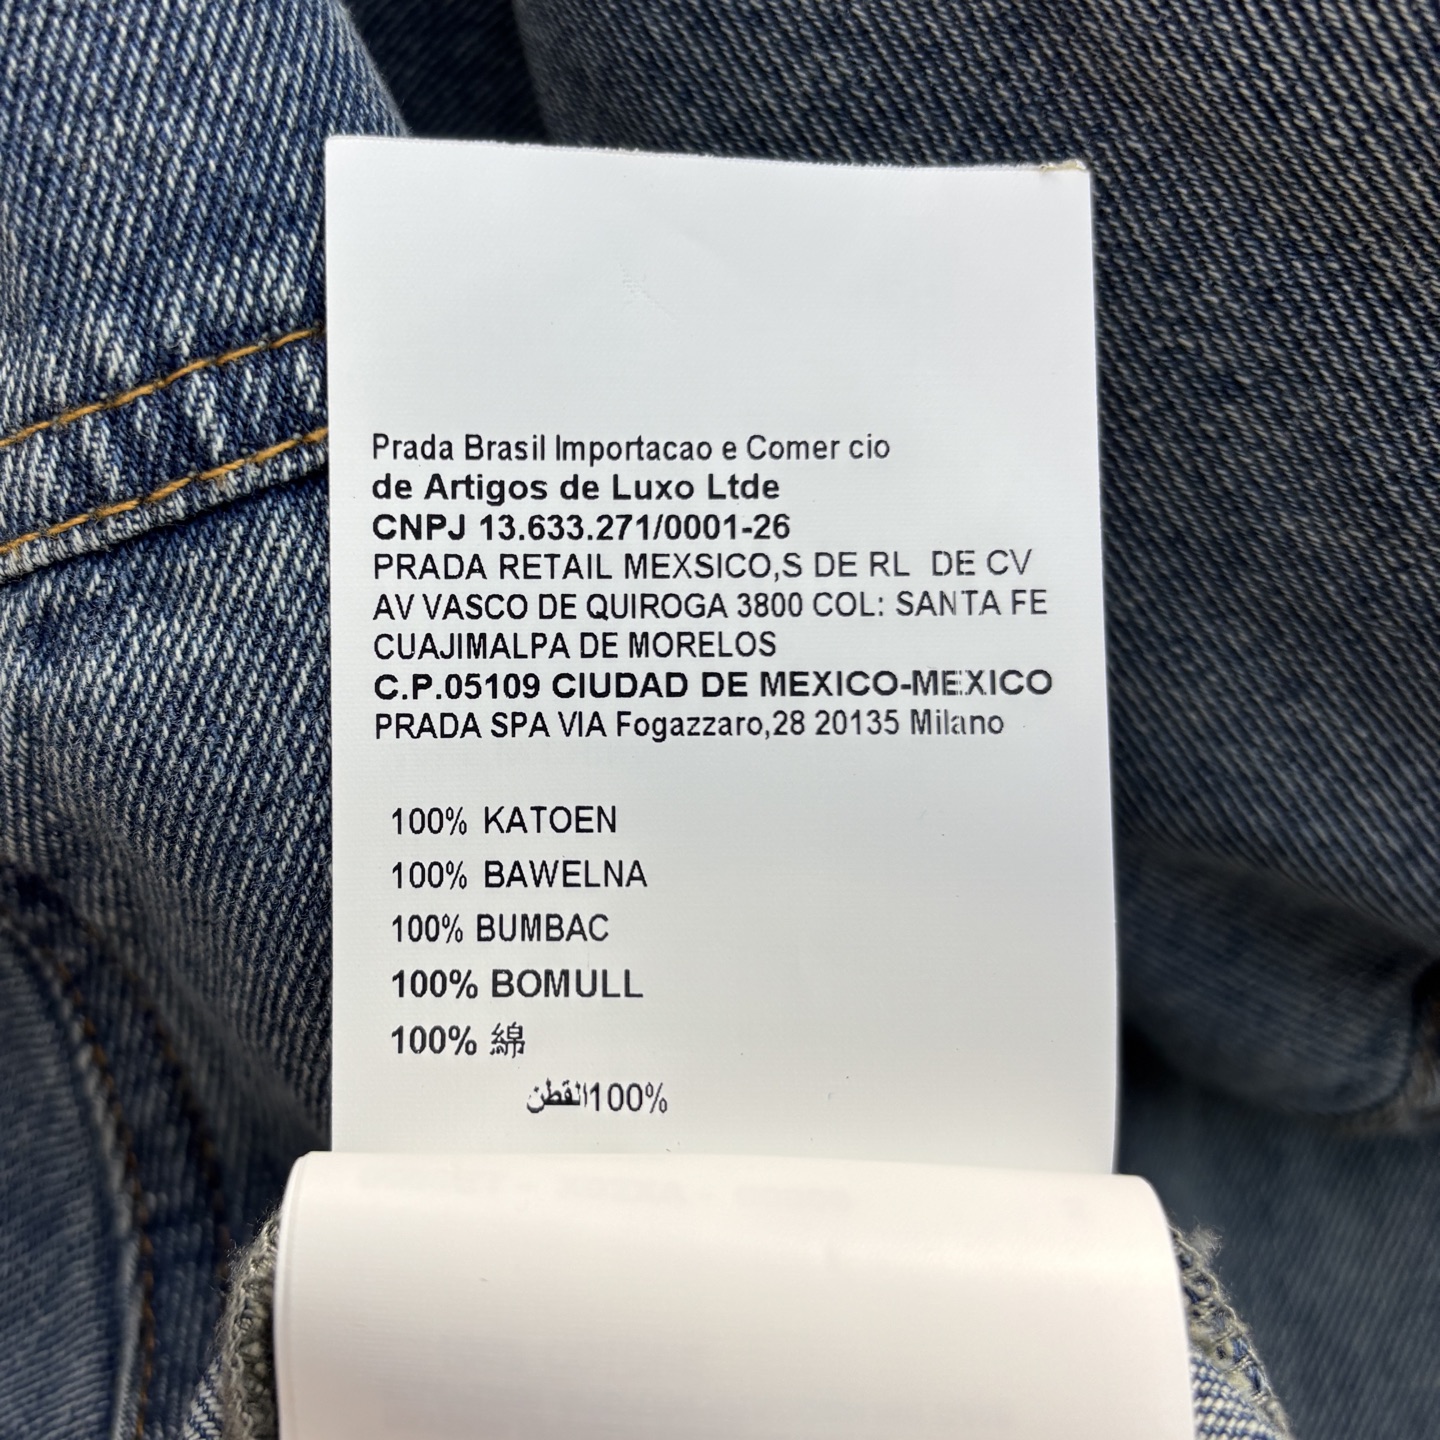 Prada Brasil Importacao e Comer cio
de Artigos de Luxo Ltde
CNPJ 13.633.271/0001-26
PRADA RETAIL MEXSICO,S DE RL  DE CV
AV VASCO DE QUIROGA 3800 COL: SANTA FE
CUAJIMALPA DE MORELOS
C.P.05109 CIUDAD DE MEXICO-MEXICO
PRADA SPA VIA Fogazzaro,28 20135 Milano
100% KATOEN
100% BAWELNA
100% BUMBAC
100% BOMULL
100% 綿
100%القطن